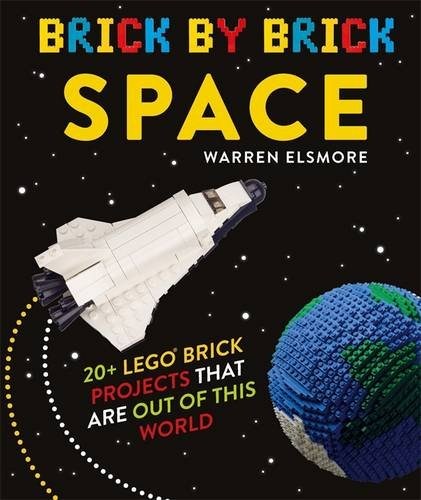 BRICK BY BRICK
SPACE
WARREN ELSMORE
20+ LEGO® BRICK
PROJECTS THAT
ARE OUT OF THIS
WORLD